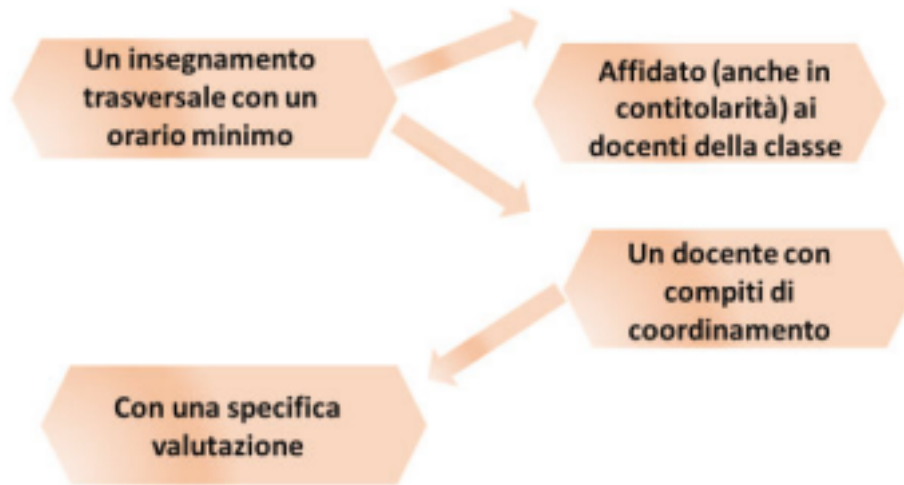 Un insegnamento
trasversale con un
orario minimo
Affidato (anche in
contitolarità) ai
docenti della classe
Un docente con
compiti di
coordinamento
Con una specifica
valutazione